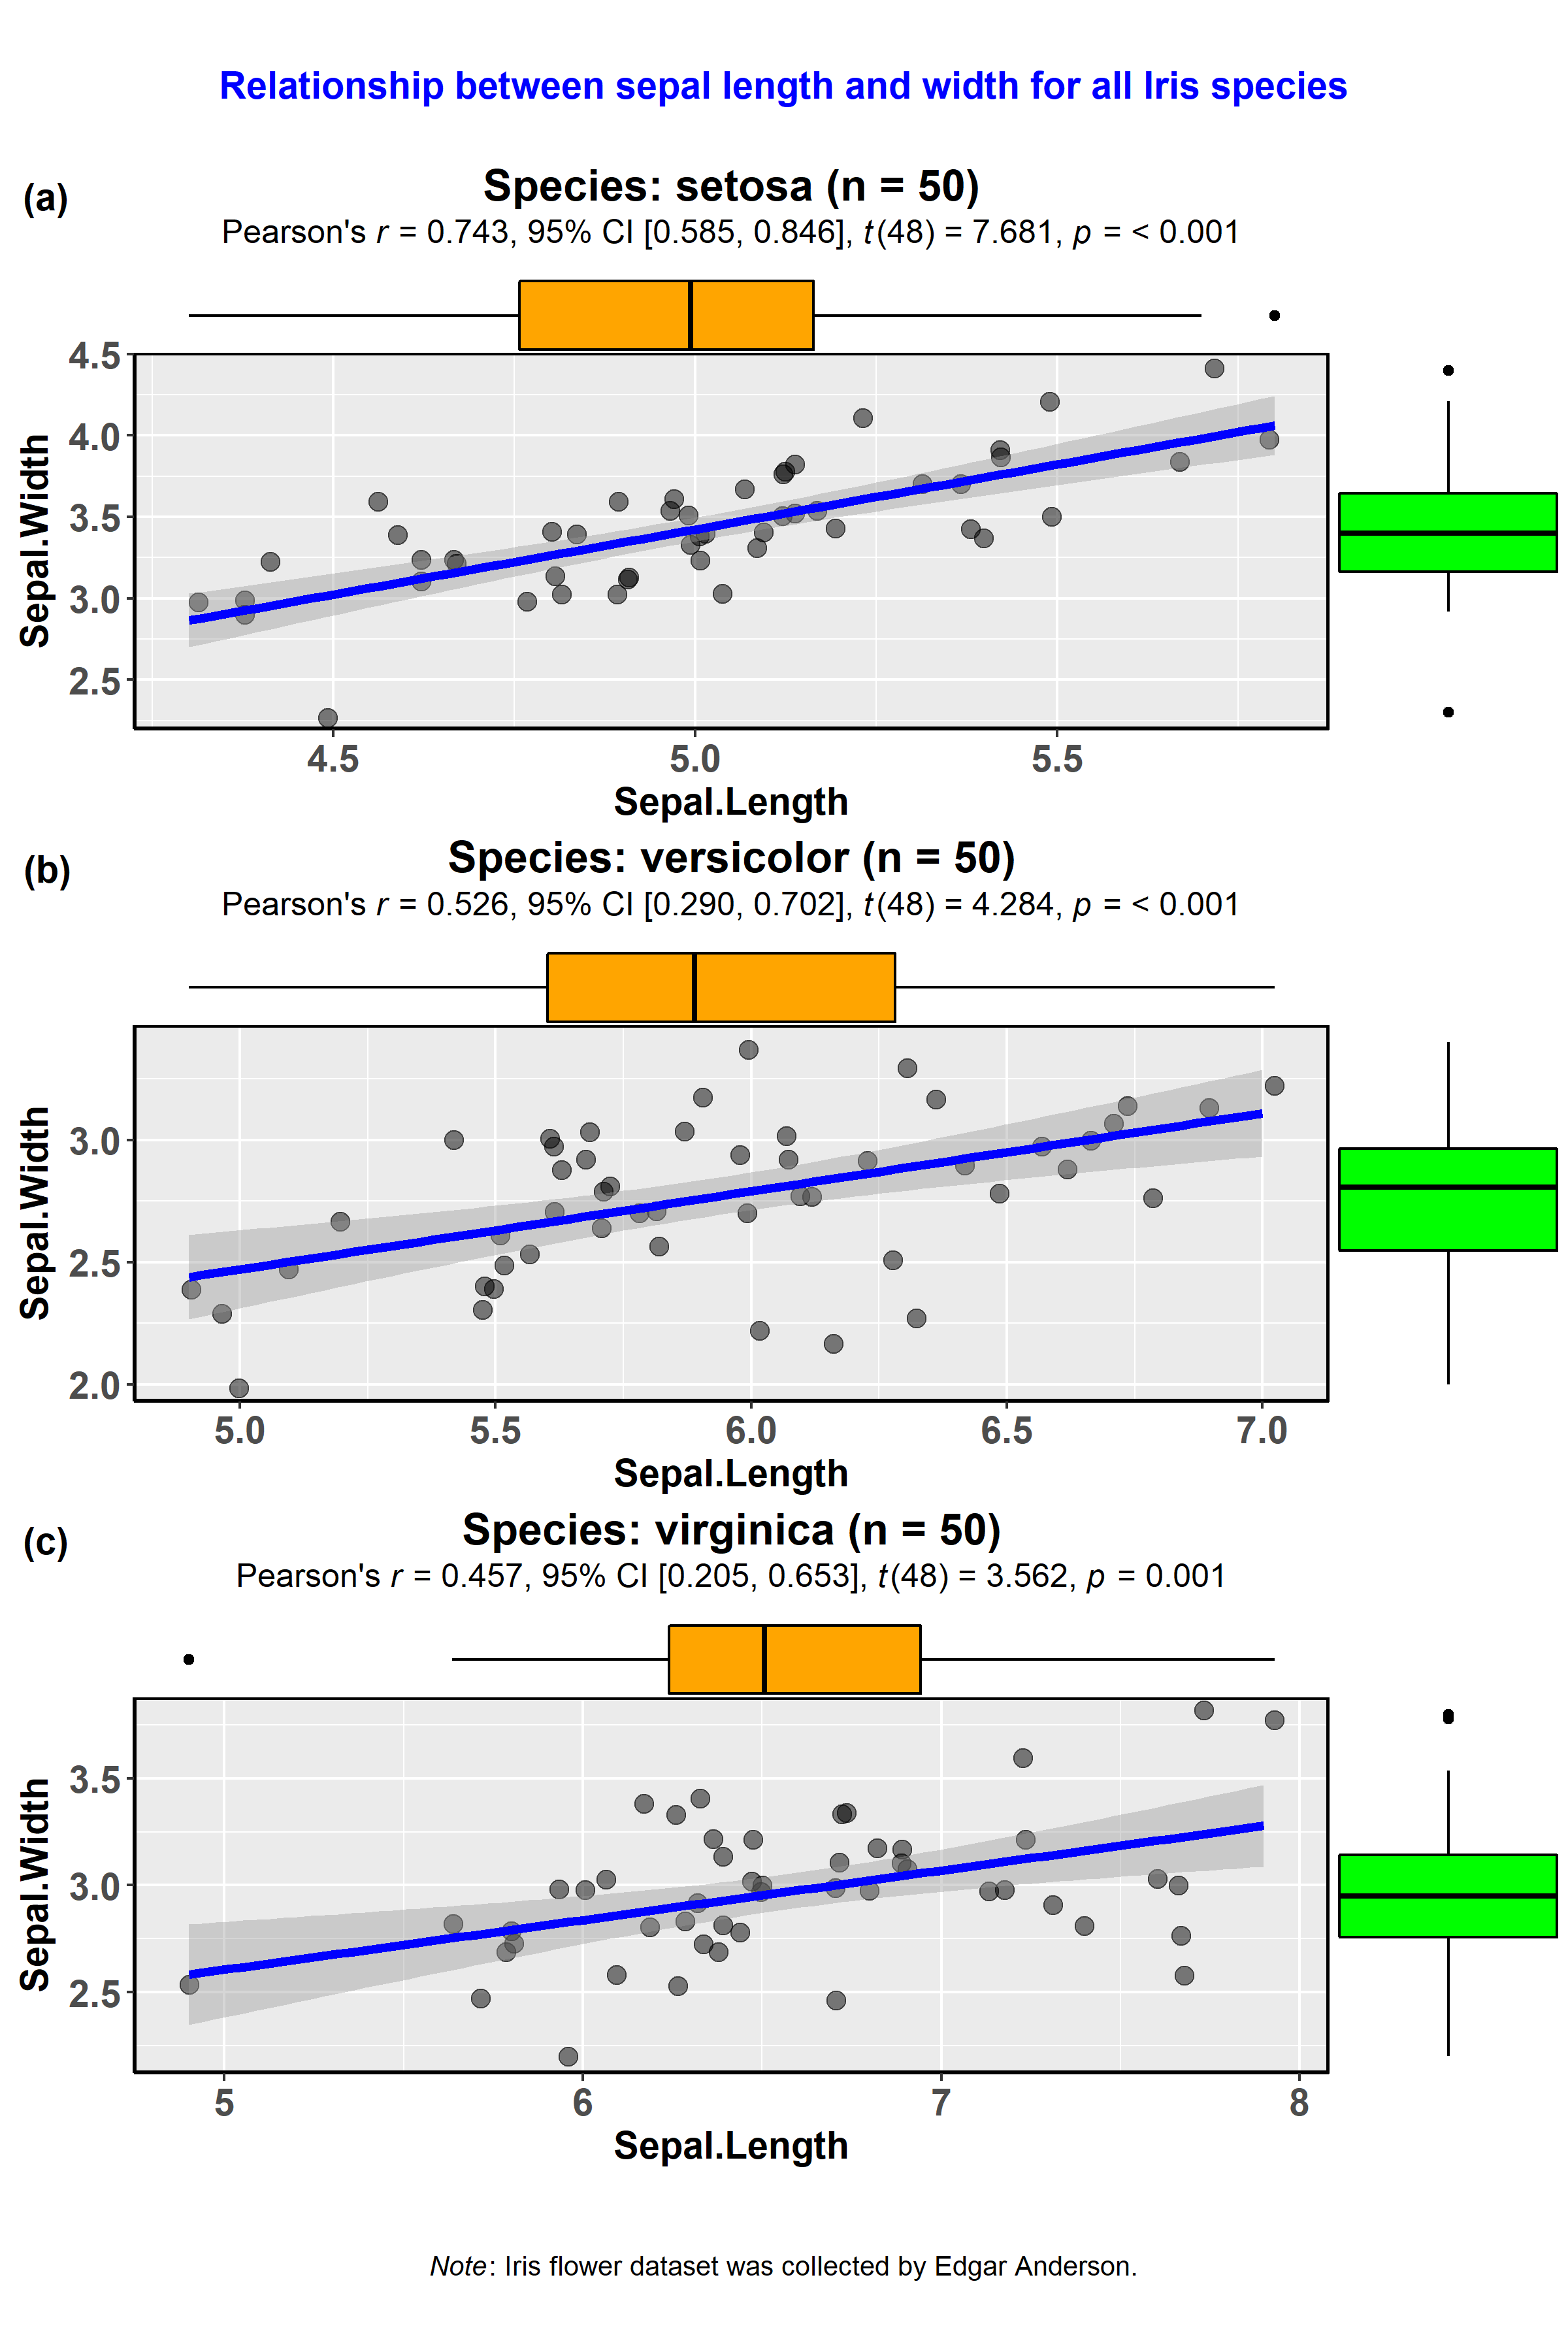 Relationship between sepal length and width for all Iris species
(a)
Species: setosa (n = 50)
Pearson's r = 0.743, 95% CI [0.585, 0.846], t(48) = 7.681, p = < 0.001
4.5
4.0
3.5
3.0
2.5
Sepal.Width
4.5 5.0 5.5
Sepal.Length
(b)
Species: versicolor (n = 50)
Pearson's r = 0.526, 95% CI [0.290, 0.702], t(48) = 4.284, p = < 0.001
3.0
2.5
2.0
Sepal.Width
5.0 5.5 6.0 6.5 7.0
Sepal.Length
(c)
Species: virginica (n = 50)
Pearson's r = 0.457, 95% CI [0.205, 0.653], t(48) = 3.562, p = 0.001
3.5
3.0
2.5
Sepal.Width
5 6 7 8
Sepal.Length
Note: Iris flower dataset was collected by Edgar Anderson.